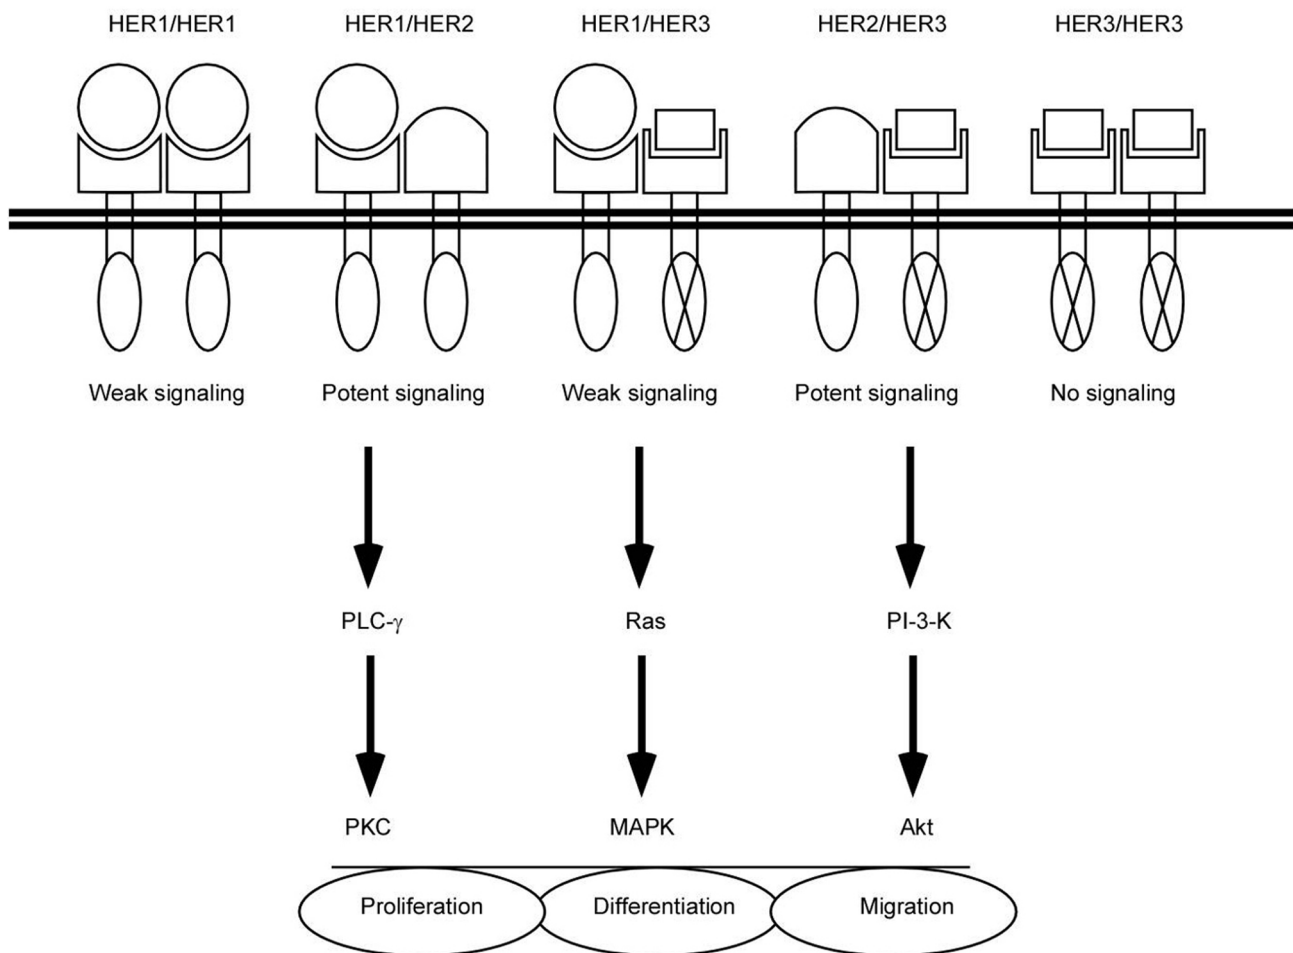 HER1/HER1 HER1/HER2 HER1/HER3 HER2/HER3 HER3/HER3
Weak signaling Potent signaling Weak signaling Potent signaling No signaling
PLC-γ Ras PI-3-K
PKC MAPK Akt
Proliferation Differentiation Migration